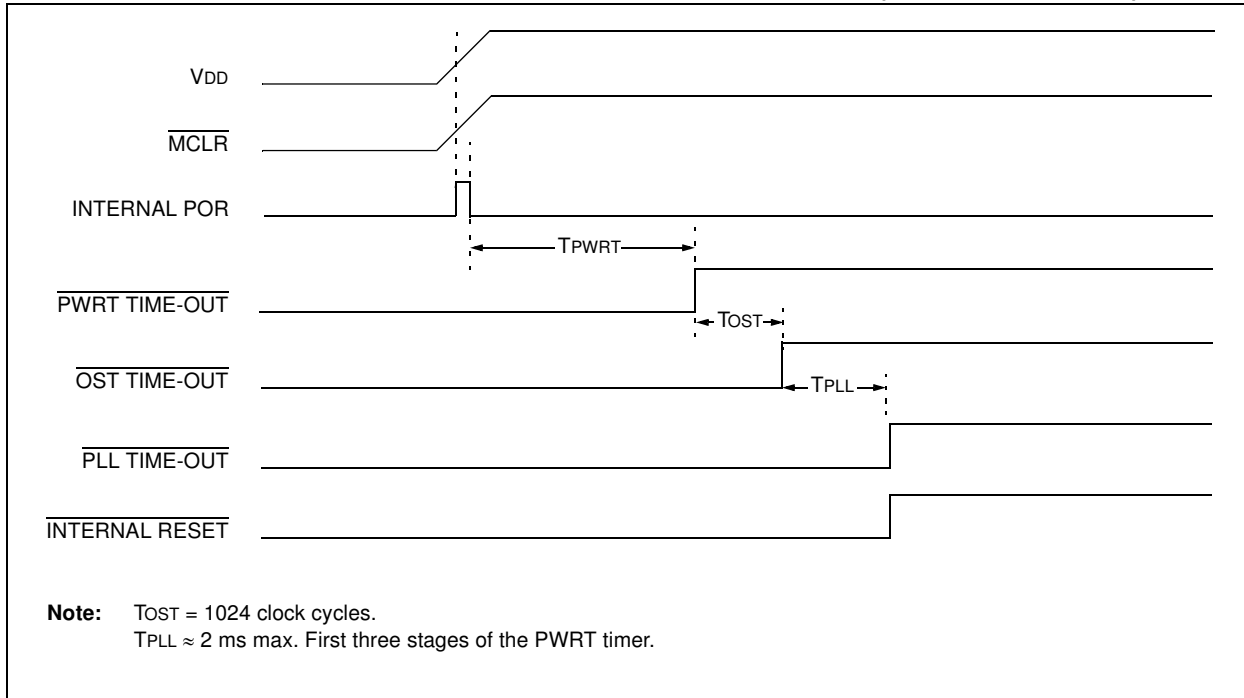 VDD
MCLR
INTERNAL POR
TPWRT
PWRT TIME-OUT
TOST
OST TIME-OUT
TPLL
PLL TIME-OUT
INTERNAL RESET
Note: TOST = 1024 clock cycles.
TPLL ≈ 2 ms max. First three stages of the PWRT timer.